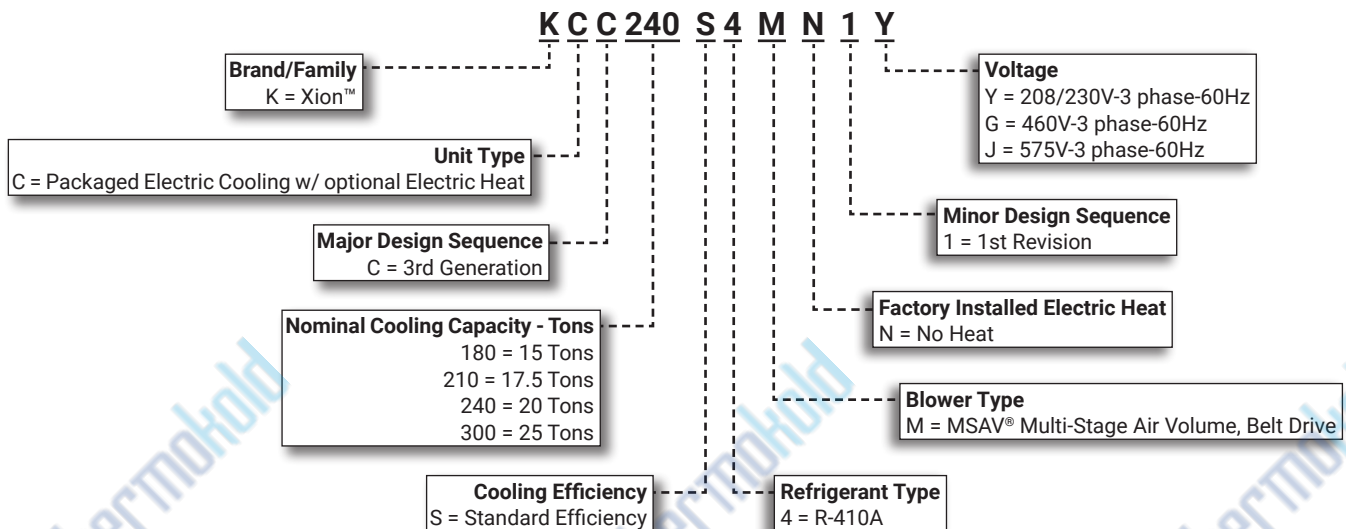 K C C 240 S 4 M N 1 Y
Brand/Family
K = Xion™
Voltage
Y = 208/230V-3 phase-60Hz
G = 460V-3 phase-60Hz
J = 575V-3 phase-60Hz
Unit Type
C = Packaged Electric Cooling w/ optional Electric Heat
Minor Design Sequence
1 = 1st Revision
Major Design Sequence
C = 3rd Generation
Factory Installed Electric Heat
N = No Heat
Nominal Cooling Capacity - Tons
180 = 15 Tons
210 = 17.5 Tons
240 = 20 Tons
300 = 25 Tons
Blower Type
M = MSAV® Multi-Stage Air Volume, Belt Drive
Cooling Efficiency
S = Standard Efficiency
Refrigerant Type
4 = R-410A